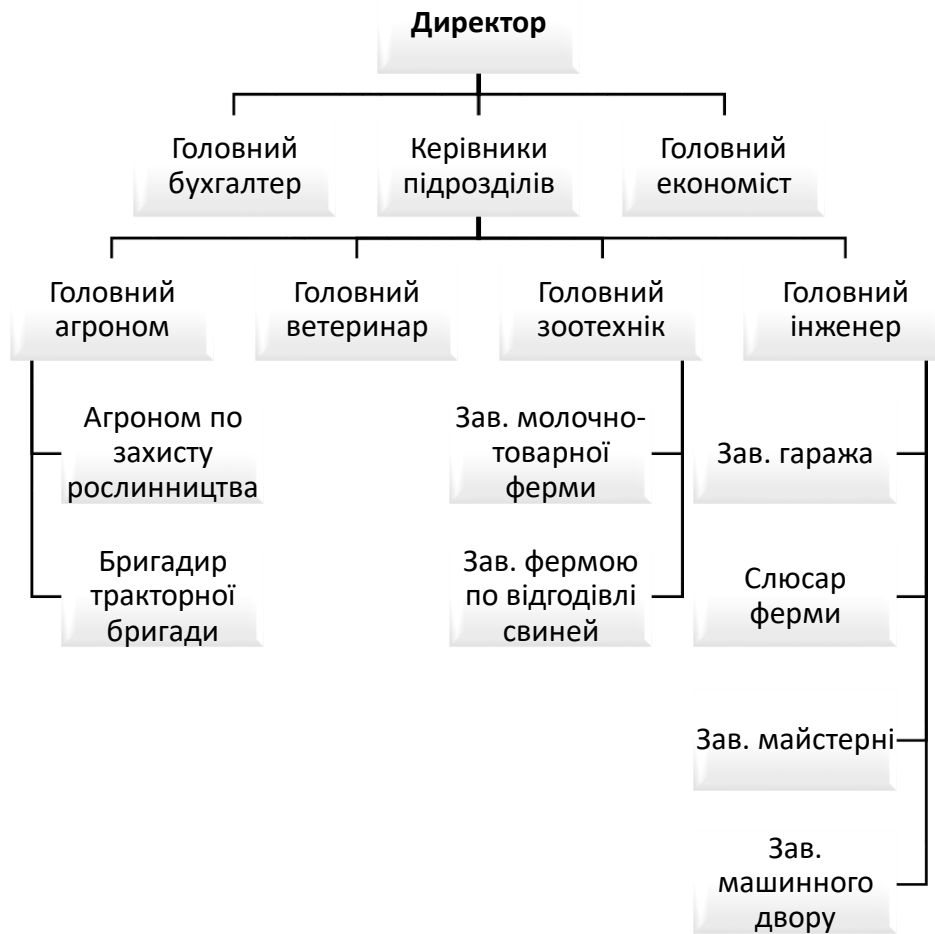 Директор
Головний
бухгалтер
Керівники
підрозділів
Головний
економіст
Головний
агроном
Головний
ветеринар
Головний
зоотехнік
Головний
інженер
Агроном по
захисту
рослинництва
Бригадир
тракторної
бригади
Зав. молочно-
товарної
ферми
Зав. фермою
по відгодівлі
свиней
Зав. гаража
Слюсар
ферми
Зав. майстерні
Зав.
машинного
двору